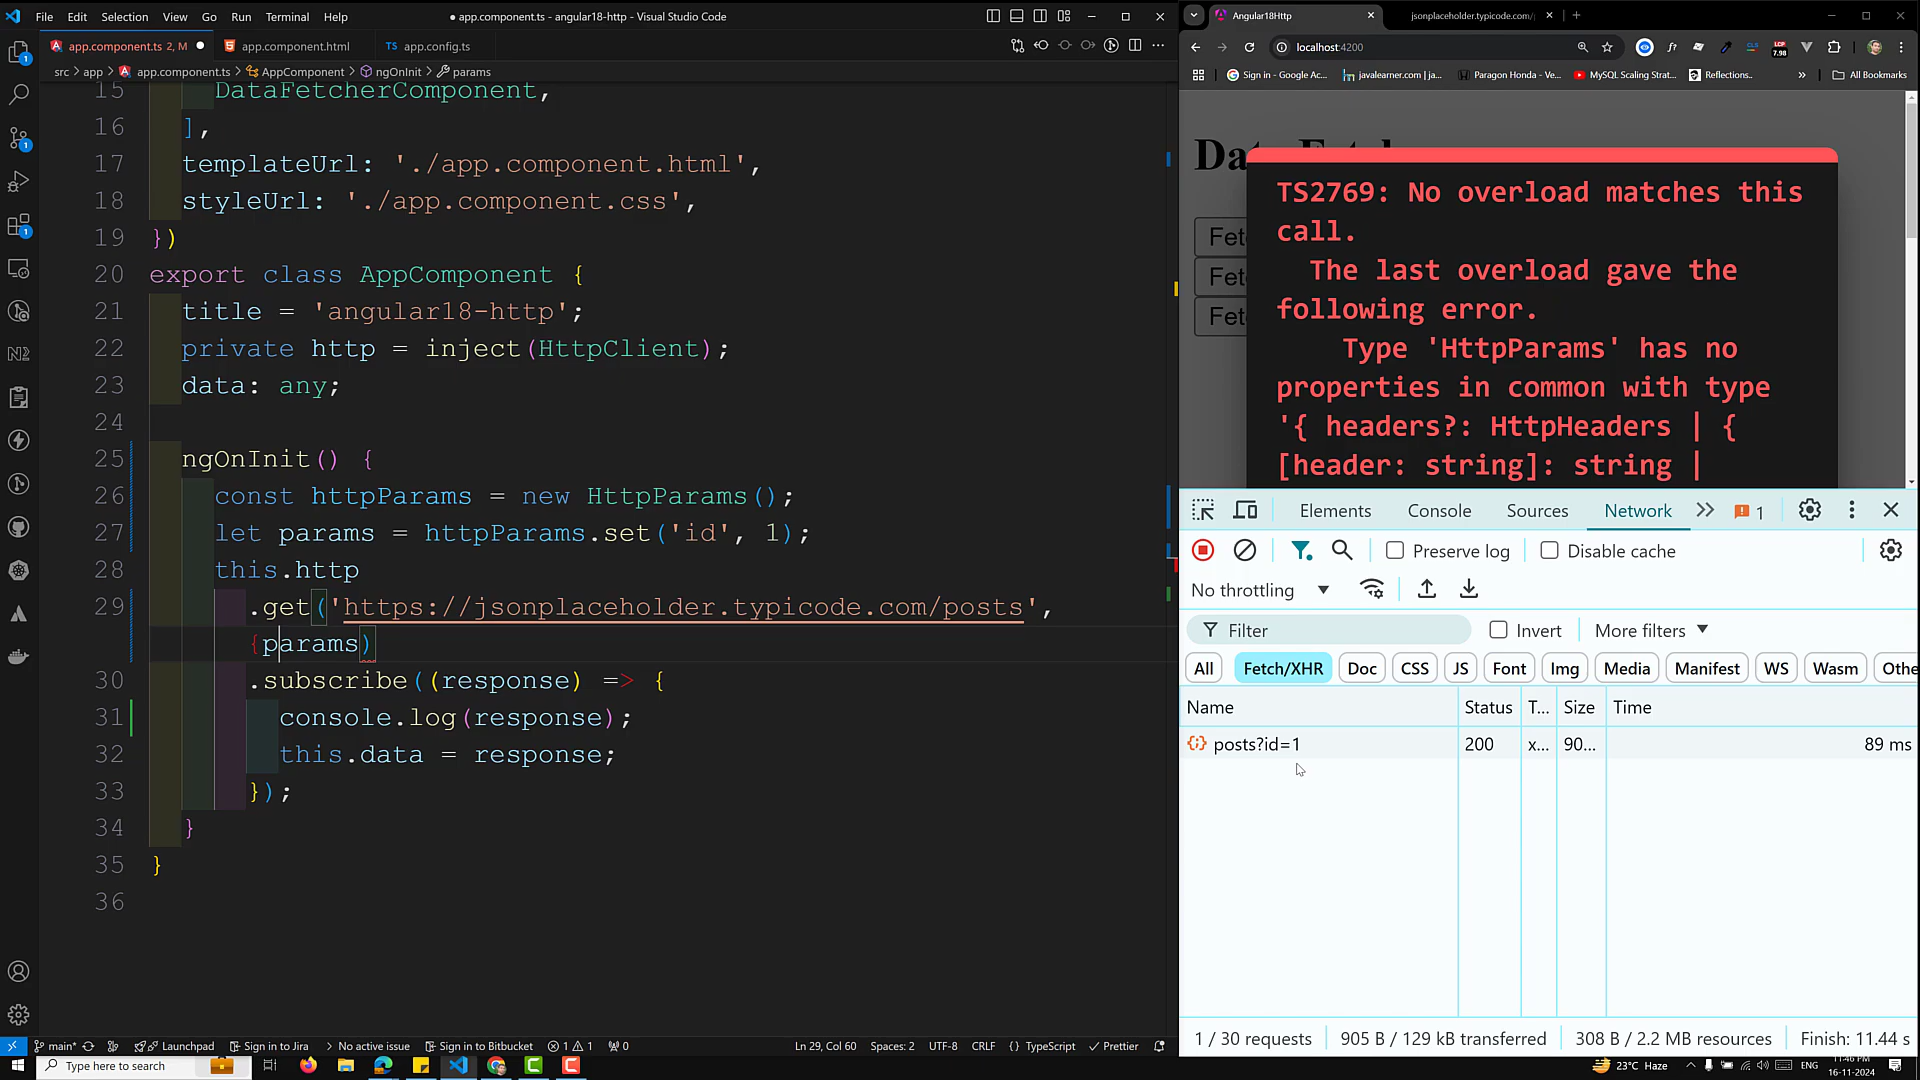 File Edit Selection View Go Run Terminal Help
● app.component.ts - angular18-http - Visual Studio Code
app.component.ts 2, M ● app.component.html app.config.ts
src > app > app.component.ts > AppComponent > ngOnInit > params
15 DataFetcherComponent,
16 ],
17 templateUrl: './app.component.html',
18 styleUrl: './app.component.css',
19 })
20 export class AppComponent {
21 title = 'angular18-http';
22 private http = inject(HttpClient);
23 data: any;
24
25 ngOnInit() {
26 const httpParams = new HttpParams();
27 let params = httpParams.set('id', 1);
28 this.http
29 .get('https://jsonplaceholder.typicode.com/posts',
{params)
30 .subscribe((response) => {
31 console.log(response);
32 this.data = response;
33 });
34 }
35 }
36
main* Launchpad Sign in to Jira No active issue Sign in to Bitbucket 1 1 0 Ln 29, Col 60 Spaces: 2 UTF-8 CRLF {} TypeScript Prettier
Angular18Http jsonplaceholder.typicode.com/
localhost:4200
Sign in - Google Ac... javalearner.com | ja... Paragon Honda - Ve... MySQL Scaling Strat... Reflections.. » All Bookmarks
TS2769: No overload matches this
call.
The last overload gave the
following error.
Type 'HttpParams' has no
properties in common with type
'{ headers?: HttpHeaders | {
[header: string]: string |
Elements Console Sources Network » 1
Preserve log Disable cache
No throttling
Filter Invert More filters
All Fetch/XHR Doc CSS JS Font Img Media Manifest WS Wasm Othe
Name Status T... Size Time
posts?id=1 200 x... 90... 89 ms
1 / 30 requests 905 B / 129 kB transferred 308 B / 2.2 MB resources Finish: 11.44 s
Type here to search 23°C Haze ENG 11:46 PM
16-11-2024